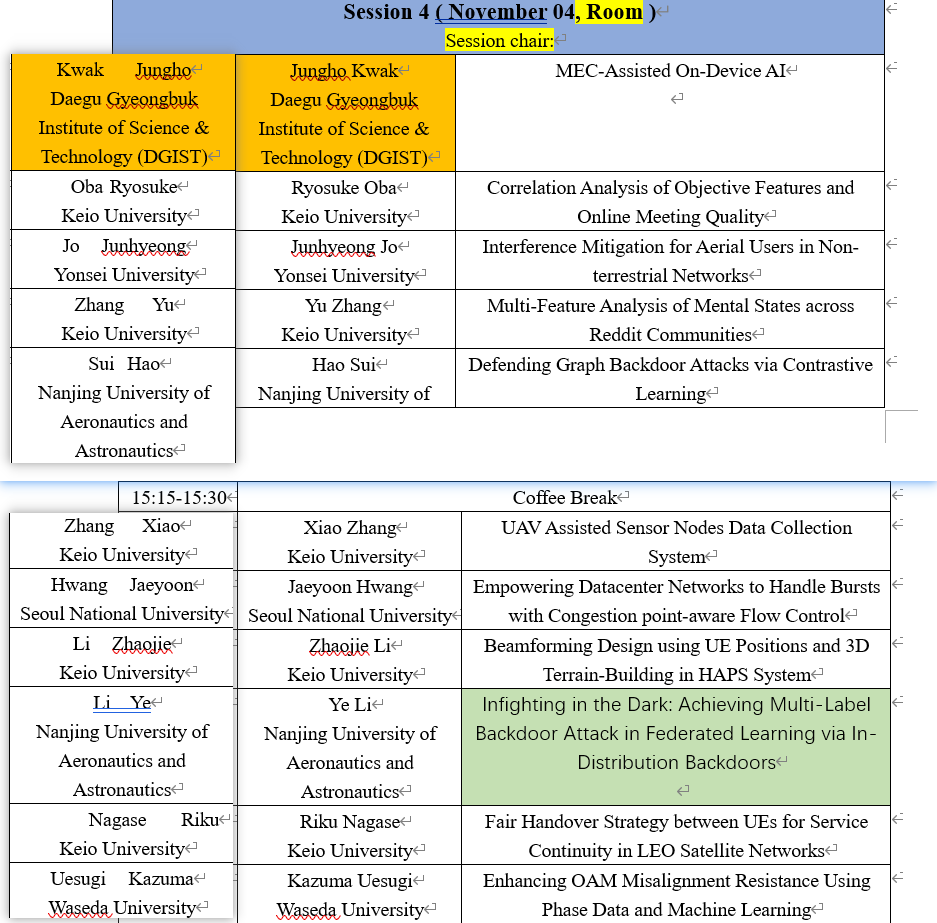 Session 4 ( November 04, Room )
Session chair:
Kwak Jungho
Daegu Gyeongbuk
Institute of Science &
Technology (DGIST)
Jungho Kwak
Daegu Gyeongbuk
Institute of Science &
Technology (DGIST)
MEC-Assisted On-Device AI
Oba Ryosuke
Keio University
Ryosuke Oba
Keio University
Correlation Analysis of Objective Features and
Online Meeting Quality
Jo Junhyeong
Yonsei University
Junhyeong Jo
Yonsei University
Interference Mitigation for Aerial Users in Non-
terrestrial Networks
Zhang Yu
Keio University
Yu Zhang
Keio University
Multi-Feature Analysis of Mental States across
Reddit Communities
Sui Hao
Nanjing University of
Aeronautics and
Astronautics
Hao Sui
Nanjing University of
Defending Graph Backdoor Attacks via Contrastive
Learning
15:15-15:30
Coffee Break
Zhang Xiao
Keio University
Xiao Zhang
Keio University
UAV Assisted Sensor Nodes Data Collection
System
Hwang Jaeyoon
Seoul National University
Jaeyoon Hwang
Seoul National University
Empowering Datacenter Networks to Handle Bursts
with Congestion point-aware Flow Control
Li Zhaojie
Keio University
Zhaojie Li
Keio University
Beamforming Design using UE Positions and 3D
Terrain-Building in HAPS System
Li Ye
Nanjing University of
Aeronautics and
Astronautics
Ye Li
Nanjing University of
Aeronautics and
Astronautics
Infighting in the Dark: Achieving Multi-Label
Backdoor Attack in Federated Learning via In-
Distribution Backdoors
Nagase Riku
Keio University
Riku Nagase
Keio University
Fair Handover Strategy between UEs for Service
Continuity in LEO Satellite Networks
Uesugi Kazuma
Waseda University
Kazuma Uesugi
Waseda University
Enhancing OAM Misalignment Resistance Using
Phase Data and Machine Learning